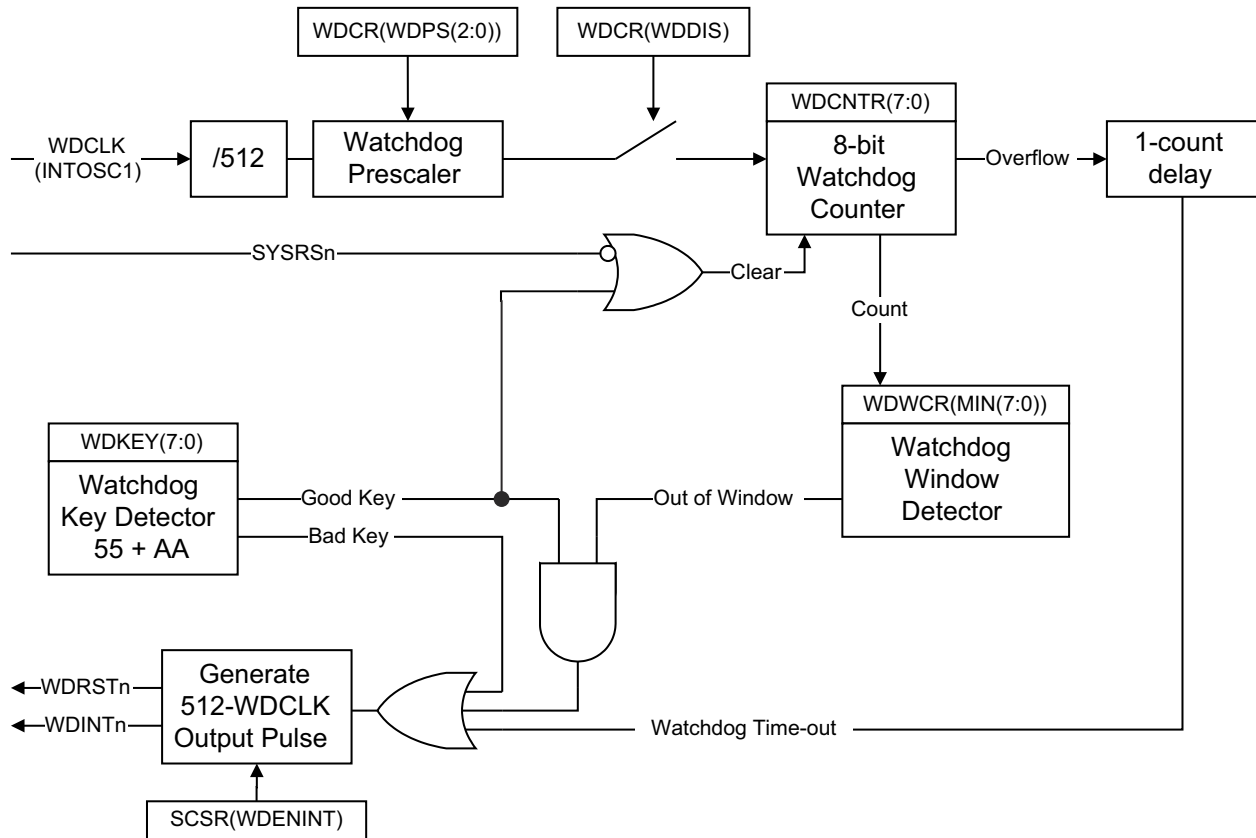 WDCR(WDPS(2:0))
WDCR(WDDIS)
WDCNTR(7:0)
WDCLK
(INTOSC1)
/512
Watchdog
Prescaler
8-bit
Watchdog
Counter
Overflow
1-count
delay
SYSRSn
Clear
Count
WDWCR(MIN(7:0))
Watchdog
Window
Detector
WDKEY(7:0)
Watchdog
Key Detector
55 + AA
Good Key
Bad Key
Out of Window
WDRSTn
WDINTn
Generate
512-WDCLK
Output Pulse
Watchdog Time-out
SCSR(WDENINT)